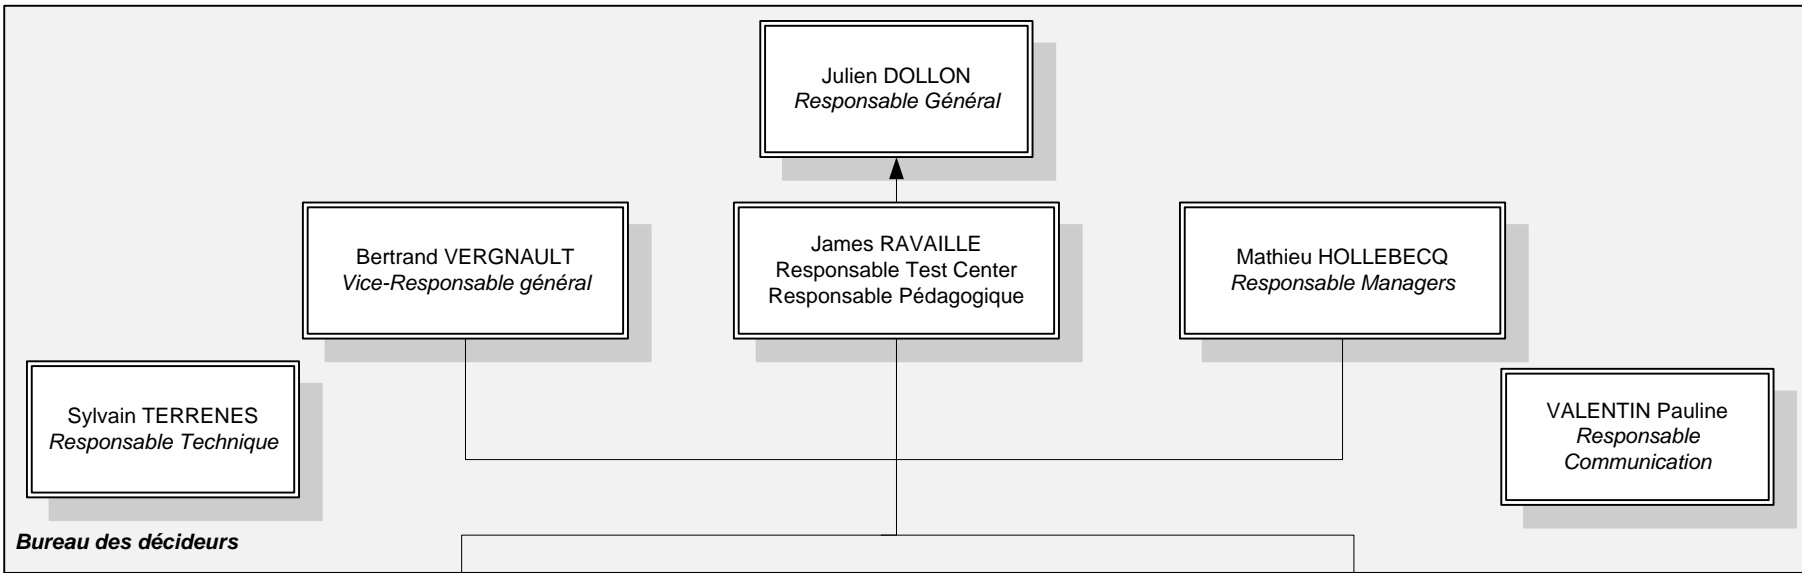 Julien DOLLON
Responsable Général
Bertrand VERGNAULT
Vice-Responsable général
James RAVAILLE
Responsable Test Center
Responsable Pédagogique
Mathieu HOLLEBECQ
Responsable Managers
Sylvain TERRENES
Responsable Technique
VALENTIN Pauline
Responsable
Communication
Bureau des décideurs